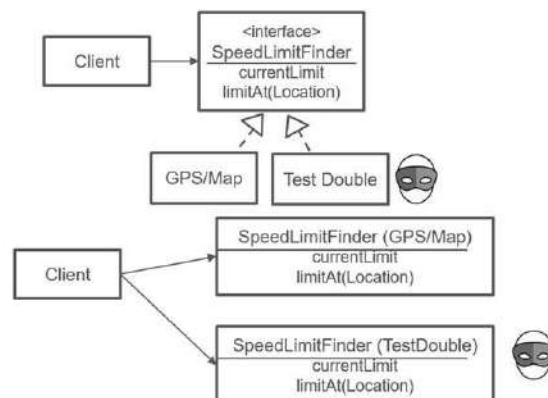 <interface>
SpeedLimitFinder
Client
currentLimit
limitAt(Location)
GPS/Map
Test Double
SpeedLimitFinder (GPS/Map)
currentLimit
Client
limitAt(Location)
SpeedLimitFinder (TestDouble)
currentLimit
limitAt(Location)